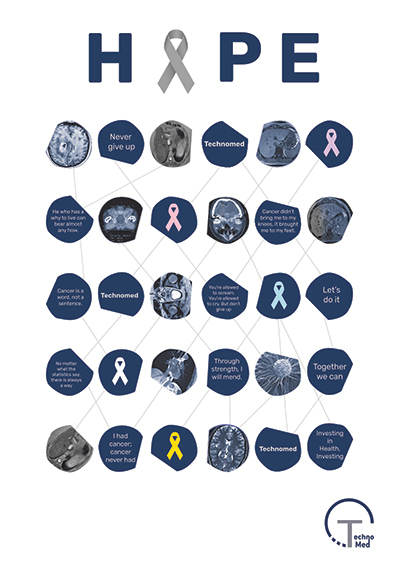 H PE
Never
give up
Technomed
He who has a
why to live can
bear almost
any how.
Cancer didn't
bring me to my
knees, it brought
me to my feet.
Cancer is a
word, not a
sentence.
Technomed
You're allowed
to scream.
You're allowed
to cry. But don't
give up
Let's
do it
No matter
what the
statistics say
there is always
a way
Through
strength, I
will mend.
Together
we can
I had
cancer;
cancer
never had
Technomed
Investing
in
Health,
Investing
Techno
Med